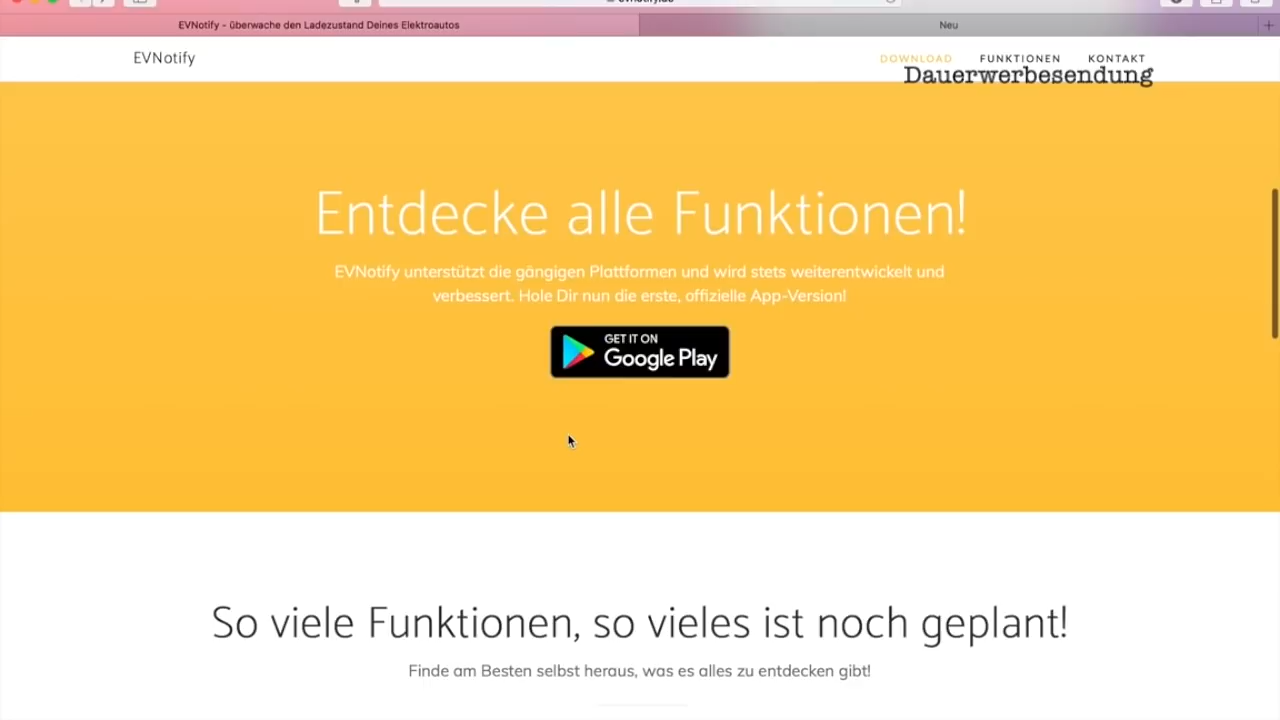 EVNotify - überwache den Ladezustand Deines Elektroautos
Neu
EVNotify
DOWNLOAD
FUNKTIONEN
KONTAKT
Dauerwerbesendung
Entdecke alle Funktionen!
EVNotify unterstützt die gängigen Plattformen und wird stets weiterentwickelt und
verbessert. Hole Dir nun die erste, offizielle App-Version!
GET IT ON
Google Play
So viele Funktionen, so vieles ist noch geplant!
Finde am Besten selbst heraus, was es alles zu entdecken gibt!